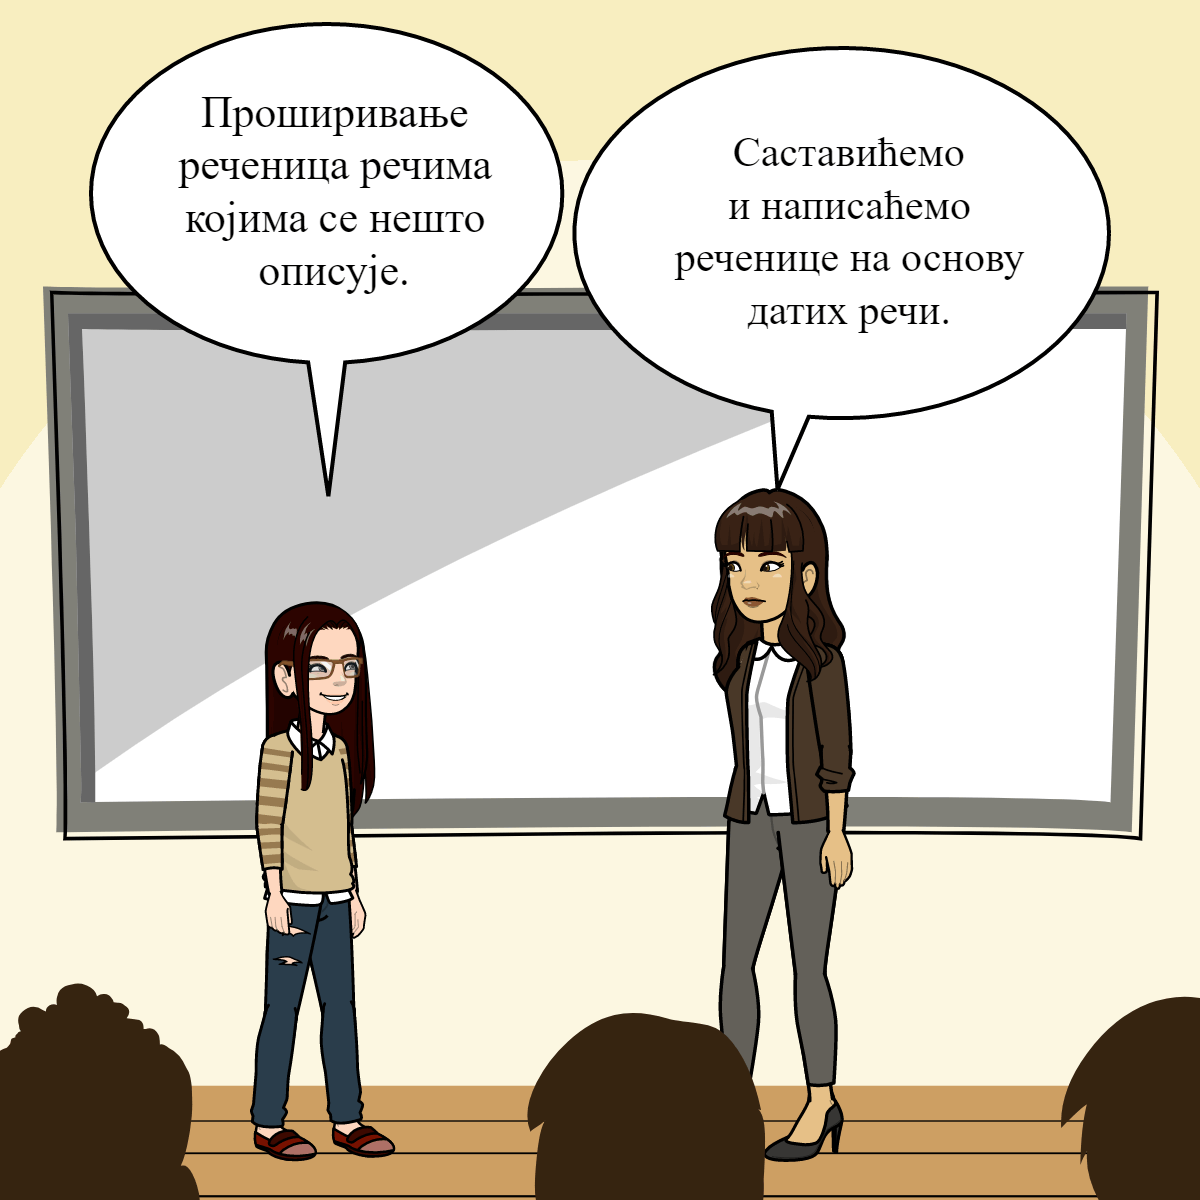 Проширивање
реченица речима
којима се нешто
описује.
Саставићемо
и написаћемо
реченице на основу
датих речи.